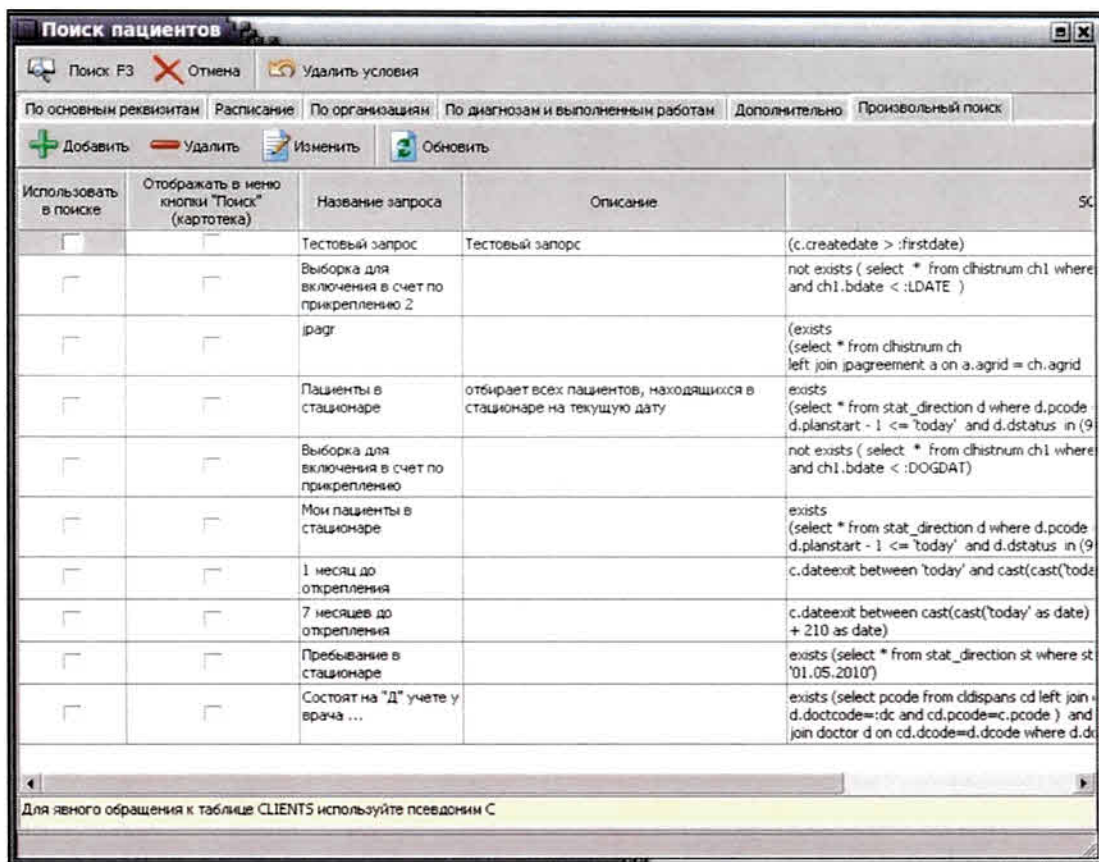 Поиск пациентов
Поиск F3 Отмена Удалить условия
По основным реквизитам Расписание По организациям По диагнозам и выполненным работам Дополнительно Произвольный поиск
Добавить Удалить Изменить Обновить
Использовать
в поиске
Отображать в меню
кнопки "Поиск"
(картотека)
Название запроса
Описание
Тестовый запрос
Тестовый запорс
(c.createdate > :firstdate)
Выборка для
включения в счет по
прикреплению 2
not exists ( select * from clhistnum ch1 where
and ch1.bdate < :LDATE )
jpagr
(exists
(select * from clhistnum ch
left join jpagreement a on a.agrid = ch.agrid
Пациенты в
стационаре
отбирает всех пациентов, находящихся в
стационаре на текущую дату
exists
(select * from stat_direction d where d.pcode
d.planstart - 1 <= 'today' and d.dstatus in (9
Выборка для
включения в счет по
прикреплению
not exists ( select * from clhistnum ch1 where
and ch1.bdate < :DOGDAT)
Мои пациенты в
стационаре
exists
(select * from stat_direction d where d.pcode
d.planstart - 1 <= 'today' and d.dstatus in (9
1 месяц до
открепления
c.dateexit between 'today' and cast(cast('toda
7 месяцев до
открепления
c.dateexit between cast(cast('today' as date)
+ 210 as date)
Пребывание в
стационаре
exists (select * from stat_direction st where st
'01.05.2010')
Состоят на "Д" учете у
врача ...
exists (select pcode from cldispans cd left join
d.doctcode=:dc and cd.pcode=c.pcode ) and
join doctor d on cd.dcode=d.dcode where d.do
Для явного обращения к таблице CLIENTS используйте псевдоним C